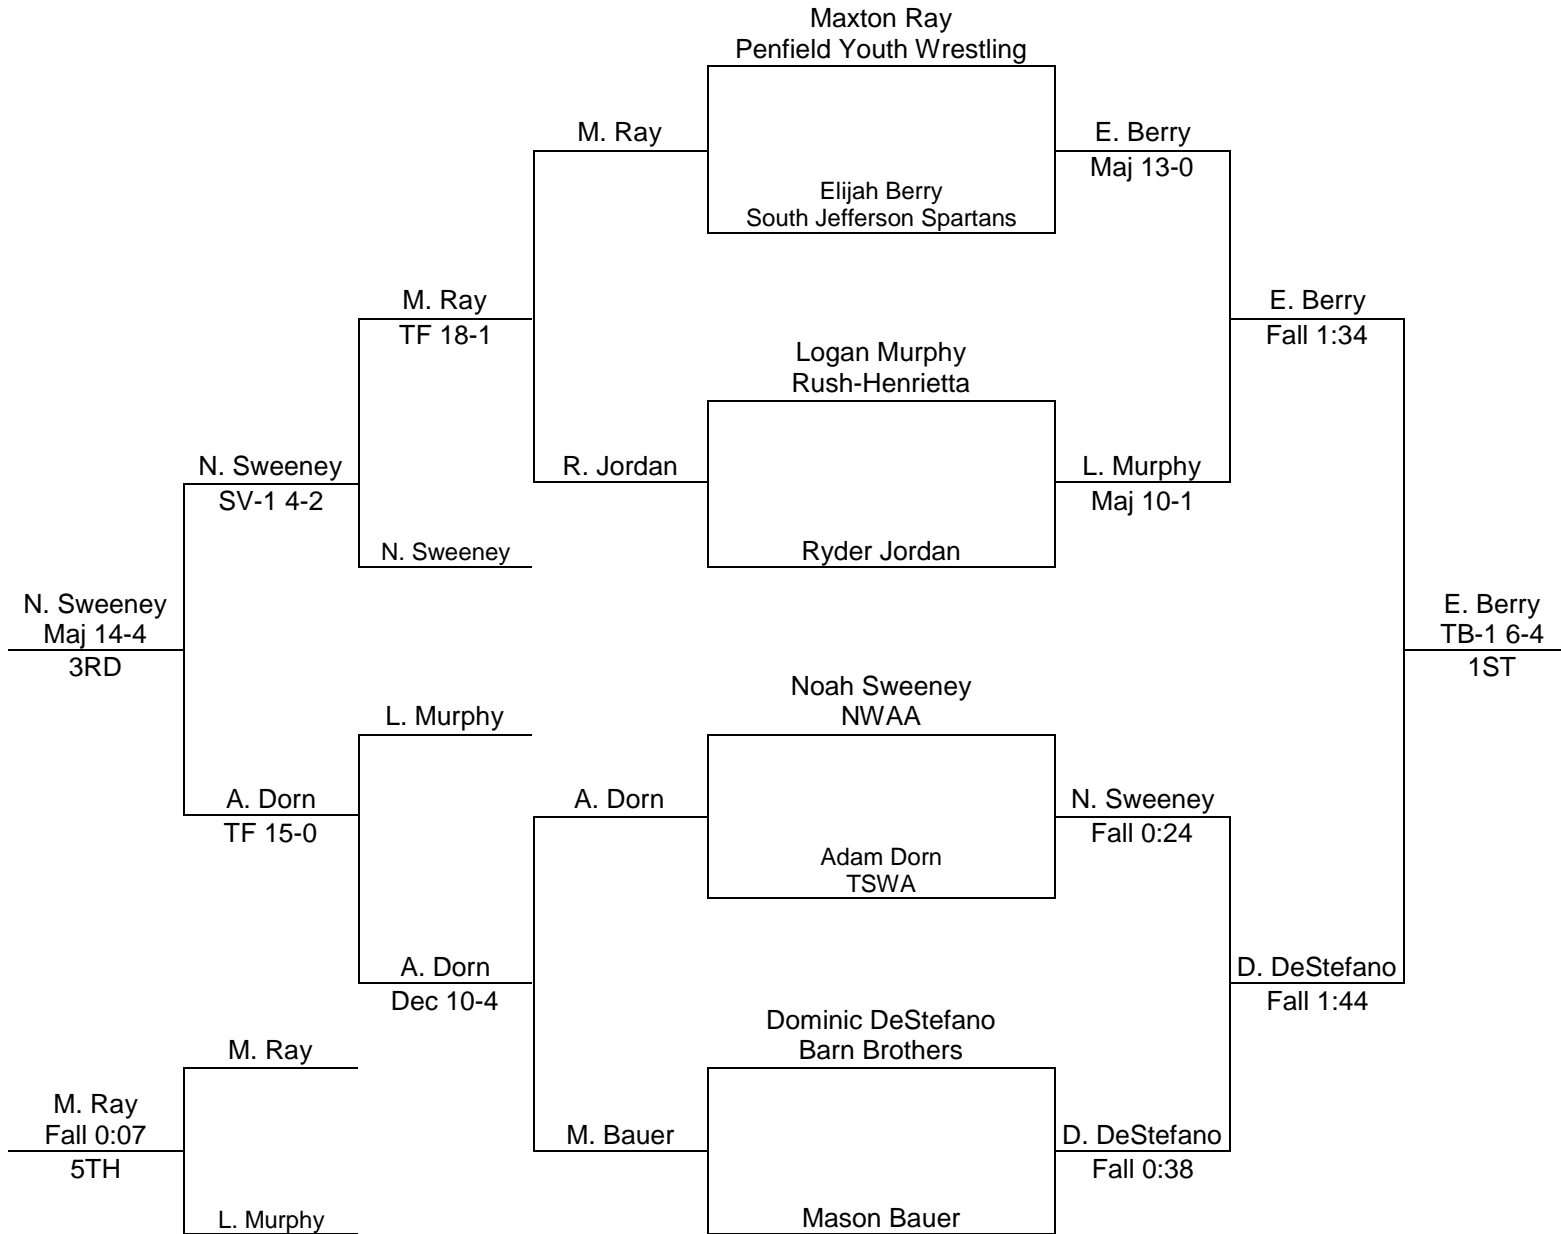 Maxton Ray
Penfield Youth Wrestling
M. Ray
E. Berry
Maj 13-0
Elijah Berry
South Jefferson Spartans
M. Ray
TF 18-1
E. Berry
Fall 1:34
Logan Murphy
Rush-Henrietta
N. Sweeney
SV-1 4-2
R. Jordan
L. Murphy
Maj 10-1
N. Sweeney
Ryder Jordan
N. Sweeney
Maj 14-4
3RD
E. Berry
TB-1 6-4
1ST
Noah Sweeney
NWAA
L. Murphy
A. Dorn
TF 15-0
A. Dorn
N. Sweeney
Fall 0:24
Adam Dorn
TSWA
A. Dorn
Dec 10-4
D. DeStefano
Fall 1:44
Dominic DeStefano
Barn Brothers
M. Ray
M. Ray
Fall 0:07
5TH
M. Bauer
D. DeStefano
Fall 0:38
L. Murphy
Mason Bauer